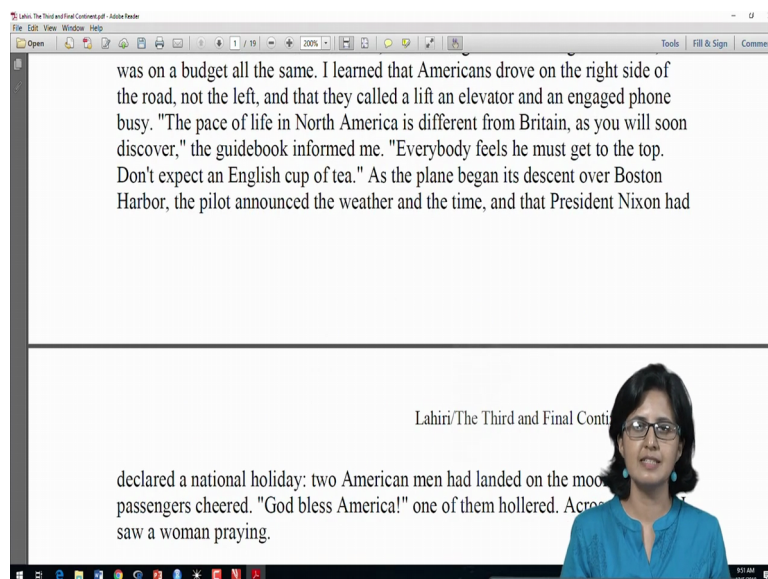 Lahiri. The Third and Final Continent.pdf - Adobe Reader
File Edit View Window Help
Open 1 / 19 200% Tools Fill & Sign Comme
was on a budget all the same. I learned that Americans drove on the right side of
the road, not the left, and that they called a lift an elevator and an engaged phone
busy. "The pace of life in North America is different from Britain, as you will soon
discover," the guidebook informed me. "Everybody feels he must get to the top.
Don't expect an English cup of tea." As the plane began its descent over Boston
Harbor, the pilot announced the weather and the time, and that President Nixon had
Lahiri/The Third and Final Conti
declared a national holiday: two American men had landed on the moo
passengers cheered. "God bless America!" one of them hollered. Acros
saw a woman praying.
9:51 AM